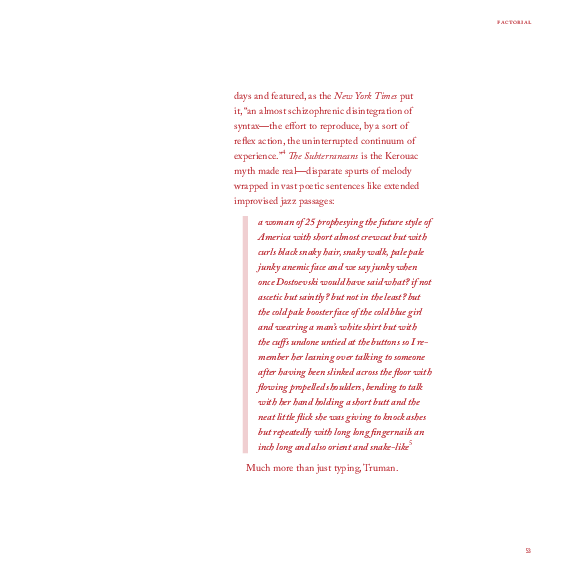 FACTORIAL
days and featured, as the New York Times put
it, “an almost schizophrenic disintegration of
syntax—the effort to reproduce, by a sort of
reflex action, the uninterrupted continuum of
experience.”4 The Subterraneans is the Kerouac
myth made real—disparate spurts of melody
wrapped in vast poetic sentences like extended
improvised jazz passages:
a woman of 25 prophesying the future style of
America with short almost crewcut but with
curls black snaky hair, snaky walk, pale pale
junky anemic face and we say junky when
once Dostoevski would have said what? if not
ascetic but saintly? but not in the least? but
the cold pale booster face of the cold blue girl
and wearing a man's white shirt but with
the cuffs undone untied at the buttons so I re-
member her leaning over talking to someone
after having been slinked across the floor with
flowing propelled shoulders, bending to talk
with her hand holding a short butt and the
neat little flick she was giving to knock ashes
but repeatedly with long long fingernails an
inch long and also orient and snake-like5
Much more than just typing, Truman.